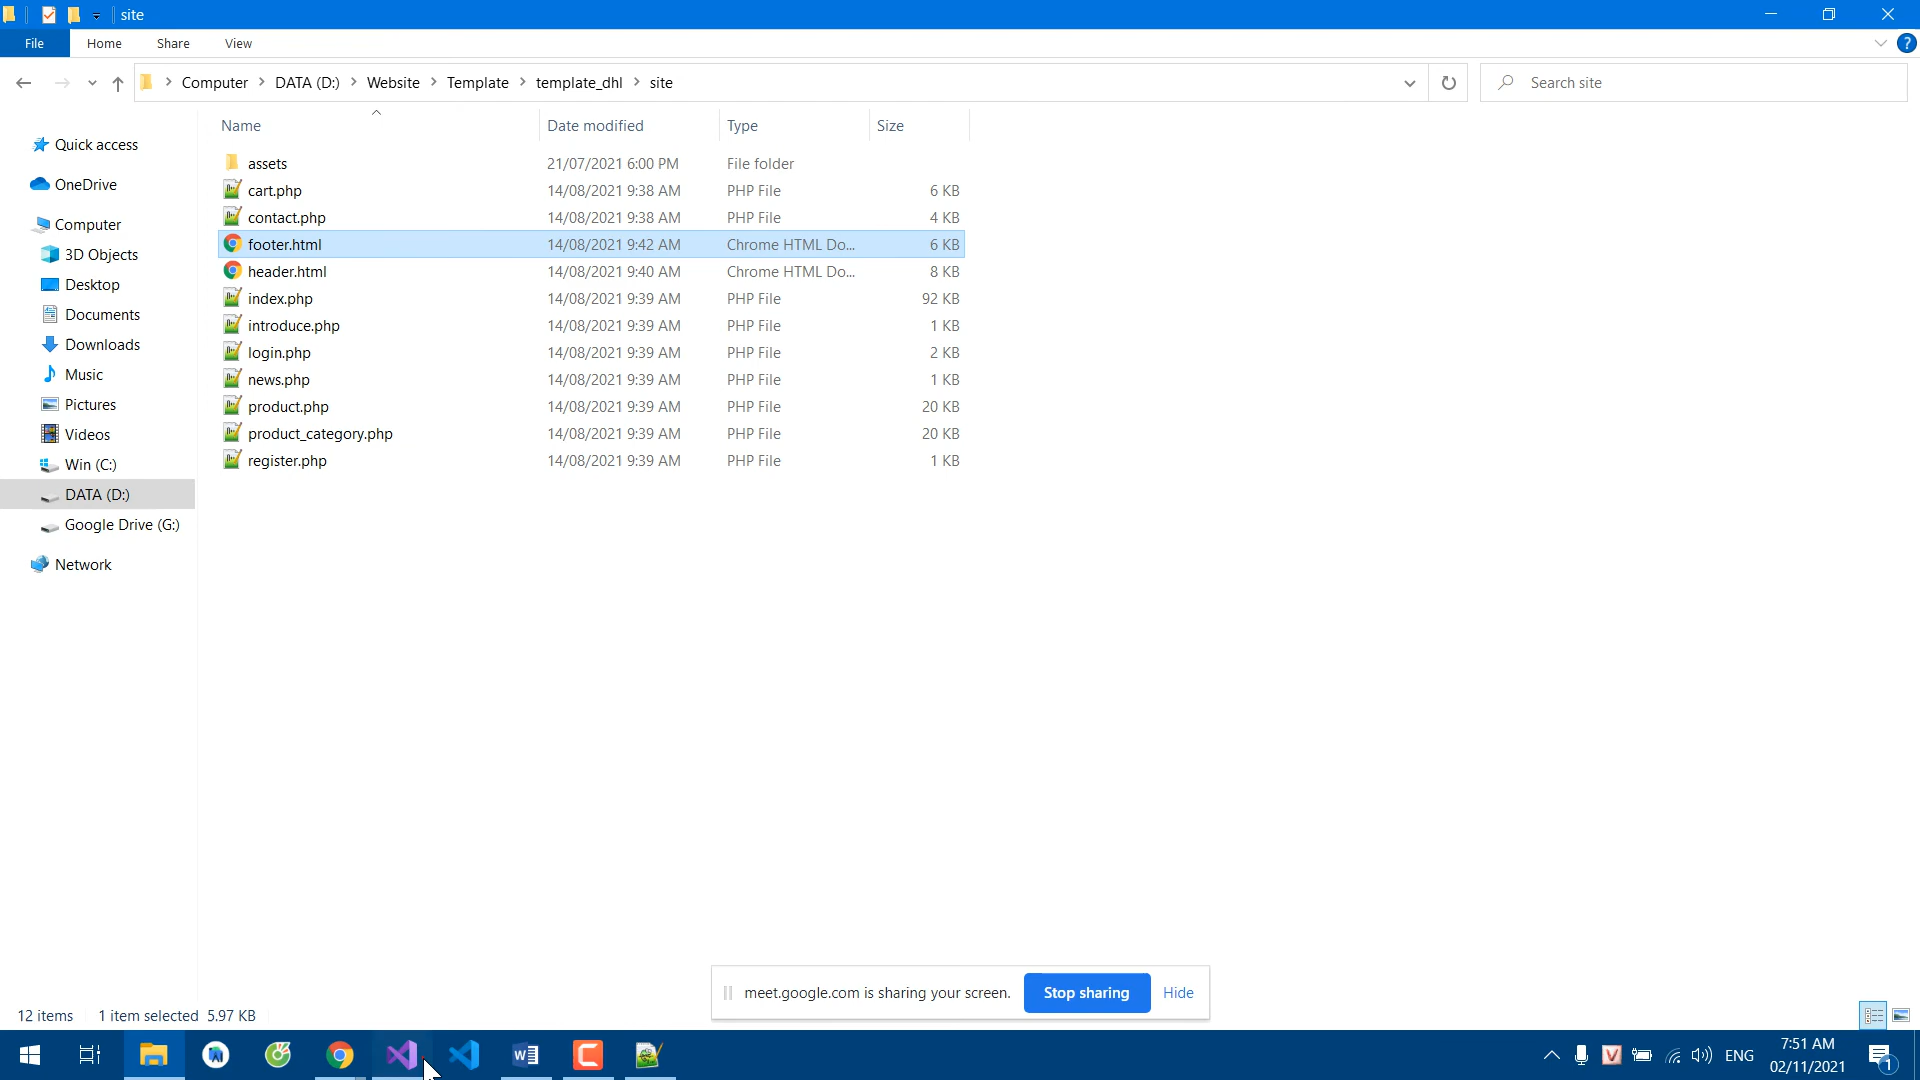 site
File Home Share View
Computer DATA (D:) Website Template template_dhl site
Search site
Name Date modified Type Size
Quick access
OneDrive
Computer
3D Objects
Desktop
Documents
Downloads
Music
Pictures
Videos
Win (C:)
DATA (D:)
Google Drive (G:)
Network
assets 21/07/2021 6:00 PM File folder
cart.php 14/08/2021 9:38 AM PHP File 6 KB
contact.php 14/08/2021 9:38 AM PHP File 4 KB
footer.html 14/08/2021 9:42 AM Chrome HTML Do... 6 KB
header.html 14/08/2021 9:40 AM Chrome HTML Do... 8 KB
index.php 14/08/2021 9:39 AM PHP File 92 KB
introduce.php 14/08/2021 9:39 AM PHP File 1 KB
login.php 14/08/2021 9:39 AM PHP File 2 KB
news.php 14/08/2021 9:39 AM PHP File 1 KB
product.php 14/08/2021 9:39 AM PHP File 20 KB
product_category.php 14/08/2021 9:39 AM PHP File 20 KB
register.php 14/08/2021 9:39 AM PHP File 1 KB
meet.google.com is sharing your screen. Stop sharing Hide
12 items 1 item selected 5.97 KB
ENG
7:51 AM
02/11/2021
1